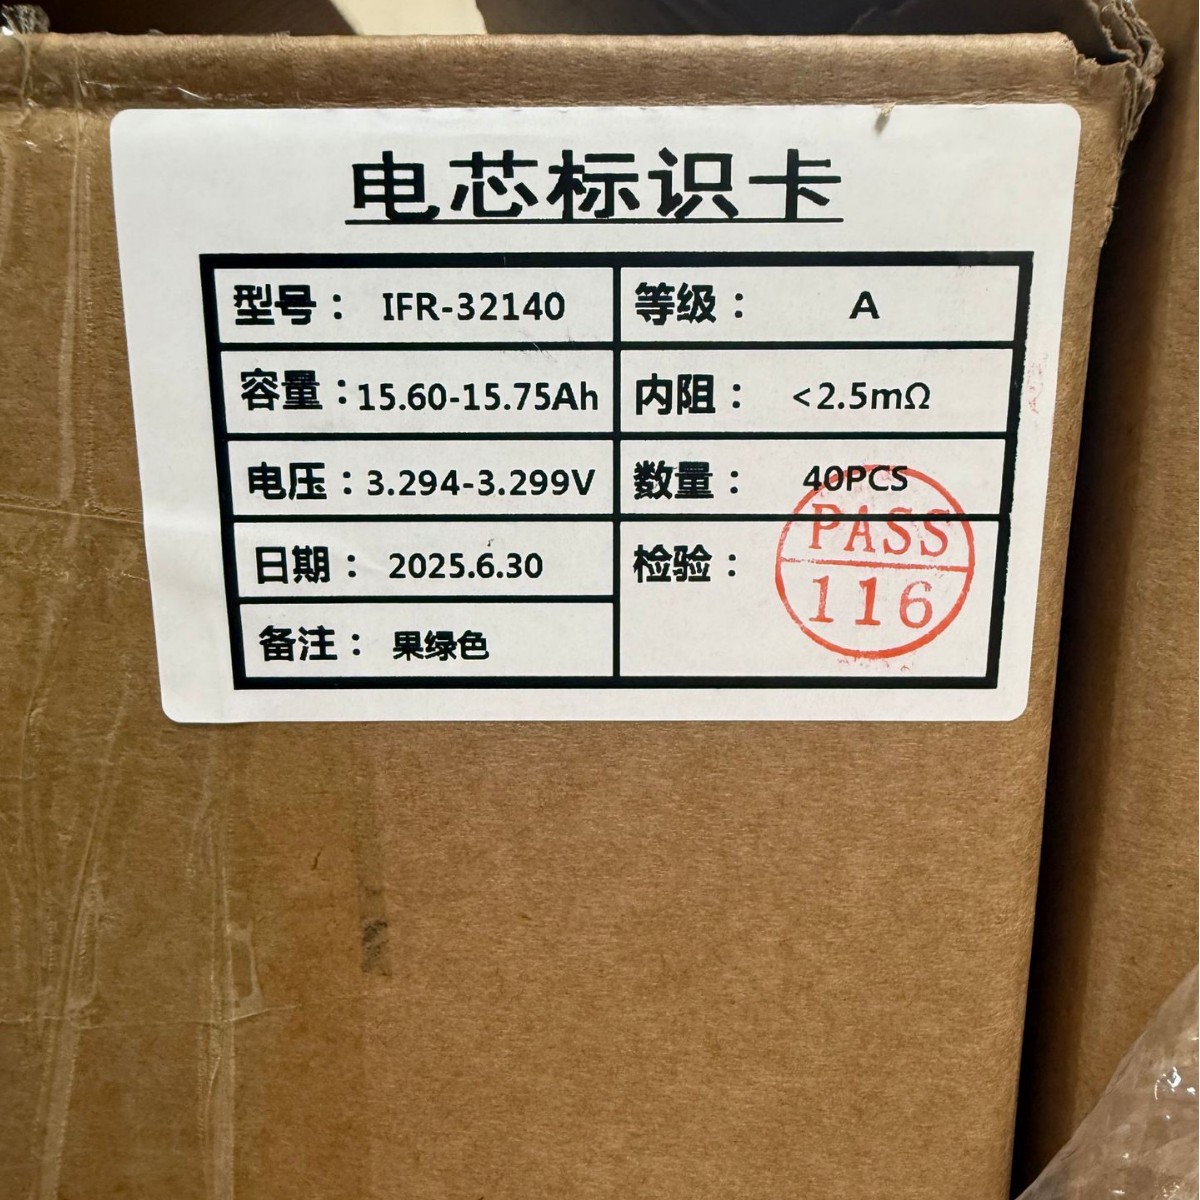 电芯标识卡
型号： IFR-32140 等级： A
容量：15.60-15.75Ah 内阻： <2.5mΩ
电压：3.294-3.299V 数量： 40PCS
日期： 2025.6.30 检验： PASS
116
备注： 果绿色